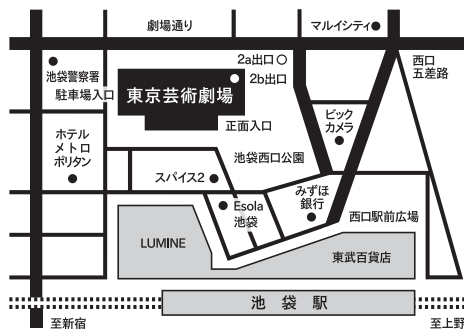 劇場通り
マルイシティ
2a出口
西口
五差路
池袋警察署
2b出口
駐車場入口
東京芸術劇場
正面入口
ホテル
メトロ
ポリタン
ビック
カメラ
池袋西口公園
スパイス2
みずほ
銀行
Esola
池袋
西口駅前広場
LUMINE
東武百貨店
池袋駅
至新宿
至上野